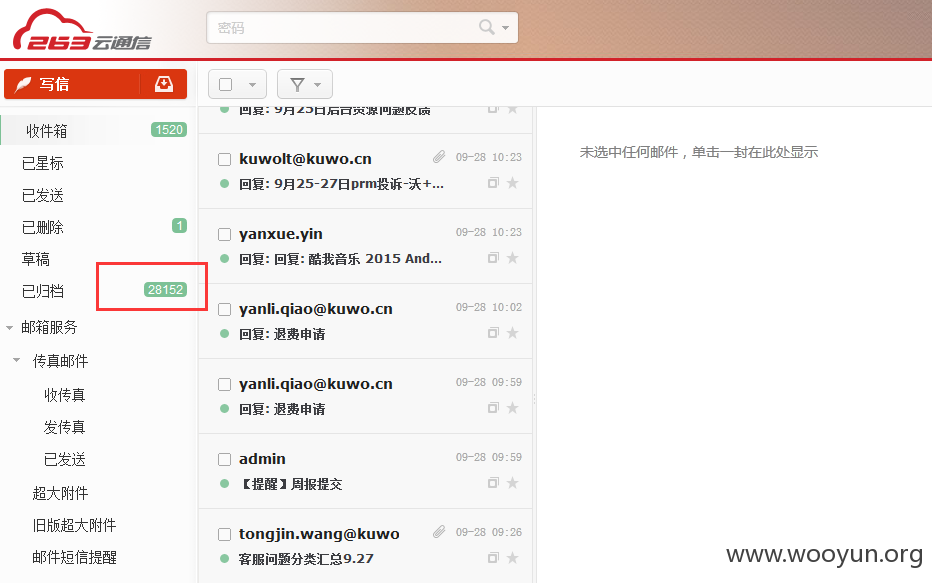 263云通信
密码
写信
收件箱 1520
已星标
已发送
已删除 1
草稿
已归档 28152
邮箱服务
传真邮件
收传真
发传真
已发送
超大附件
旧版超大附件
邮件短信提醒
回复: 9月25日后台资源问题反馈
kuwolt@kuwo.cn 09-28 10:23
回复: 9月25-27日prm投诉-沃+...
yanxue.yin 09-28 10:23
回复: 回复: 酷我音乐 2015 And...
yanli.qiao@kuwo.cn 09-28 10:02
回复: 退费申请
yanli.qiao@kuwo.cn 09-28 09:59
回复: 退费申请
admin 09-28 09:59
【提醒】周报提交
tongjin.wang@kuwo 09-28 09:26
客服问题分类汇总9.27
未选中任何邮件，单击一封在此处显示
www.wooyun.org